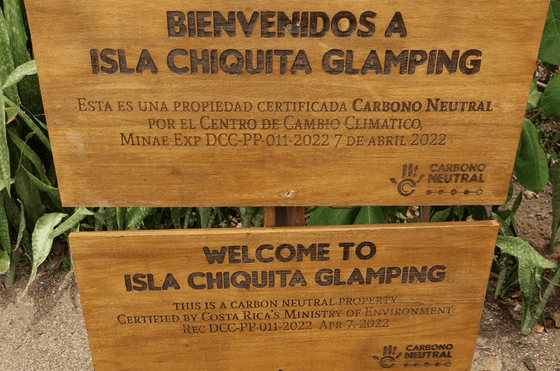 BIENVENIDOS A
ISLA CHIQUITA GLAMPING
ESTA ES UNA PROPIEDAD CERTIFICADA CARBONO NEUTRAL
POR EL CENTRO DE CAMBIO CLIMATICO,
MINAE EXP DCC-PP-011-2022 7 DE ABRIL 2022
CARBONO
NEUTRAL
WELCOME TO
ISLA CHIQUITA GLAMPING
THIS IS A CARBON NEUTRAL PROPERTY
CERTIFIED BY COSTA RICA'S MINISTRY OF ENVIRONMENT
REC DCC-PP-011-2022 APR 7, 2022
CARBONO
NEUTRAL